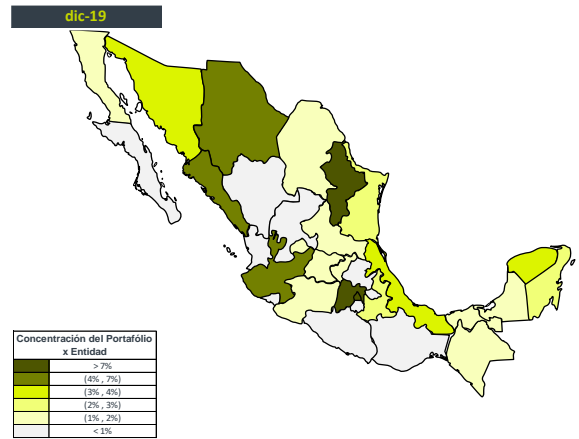 dic-19
Concentración del Portafólio
x Entidad
> 7%
(4% , 7%)
(3% , 4%)
(2% , 3%)
(1% , 2%)
< 1%